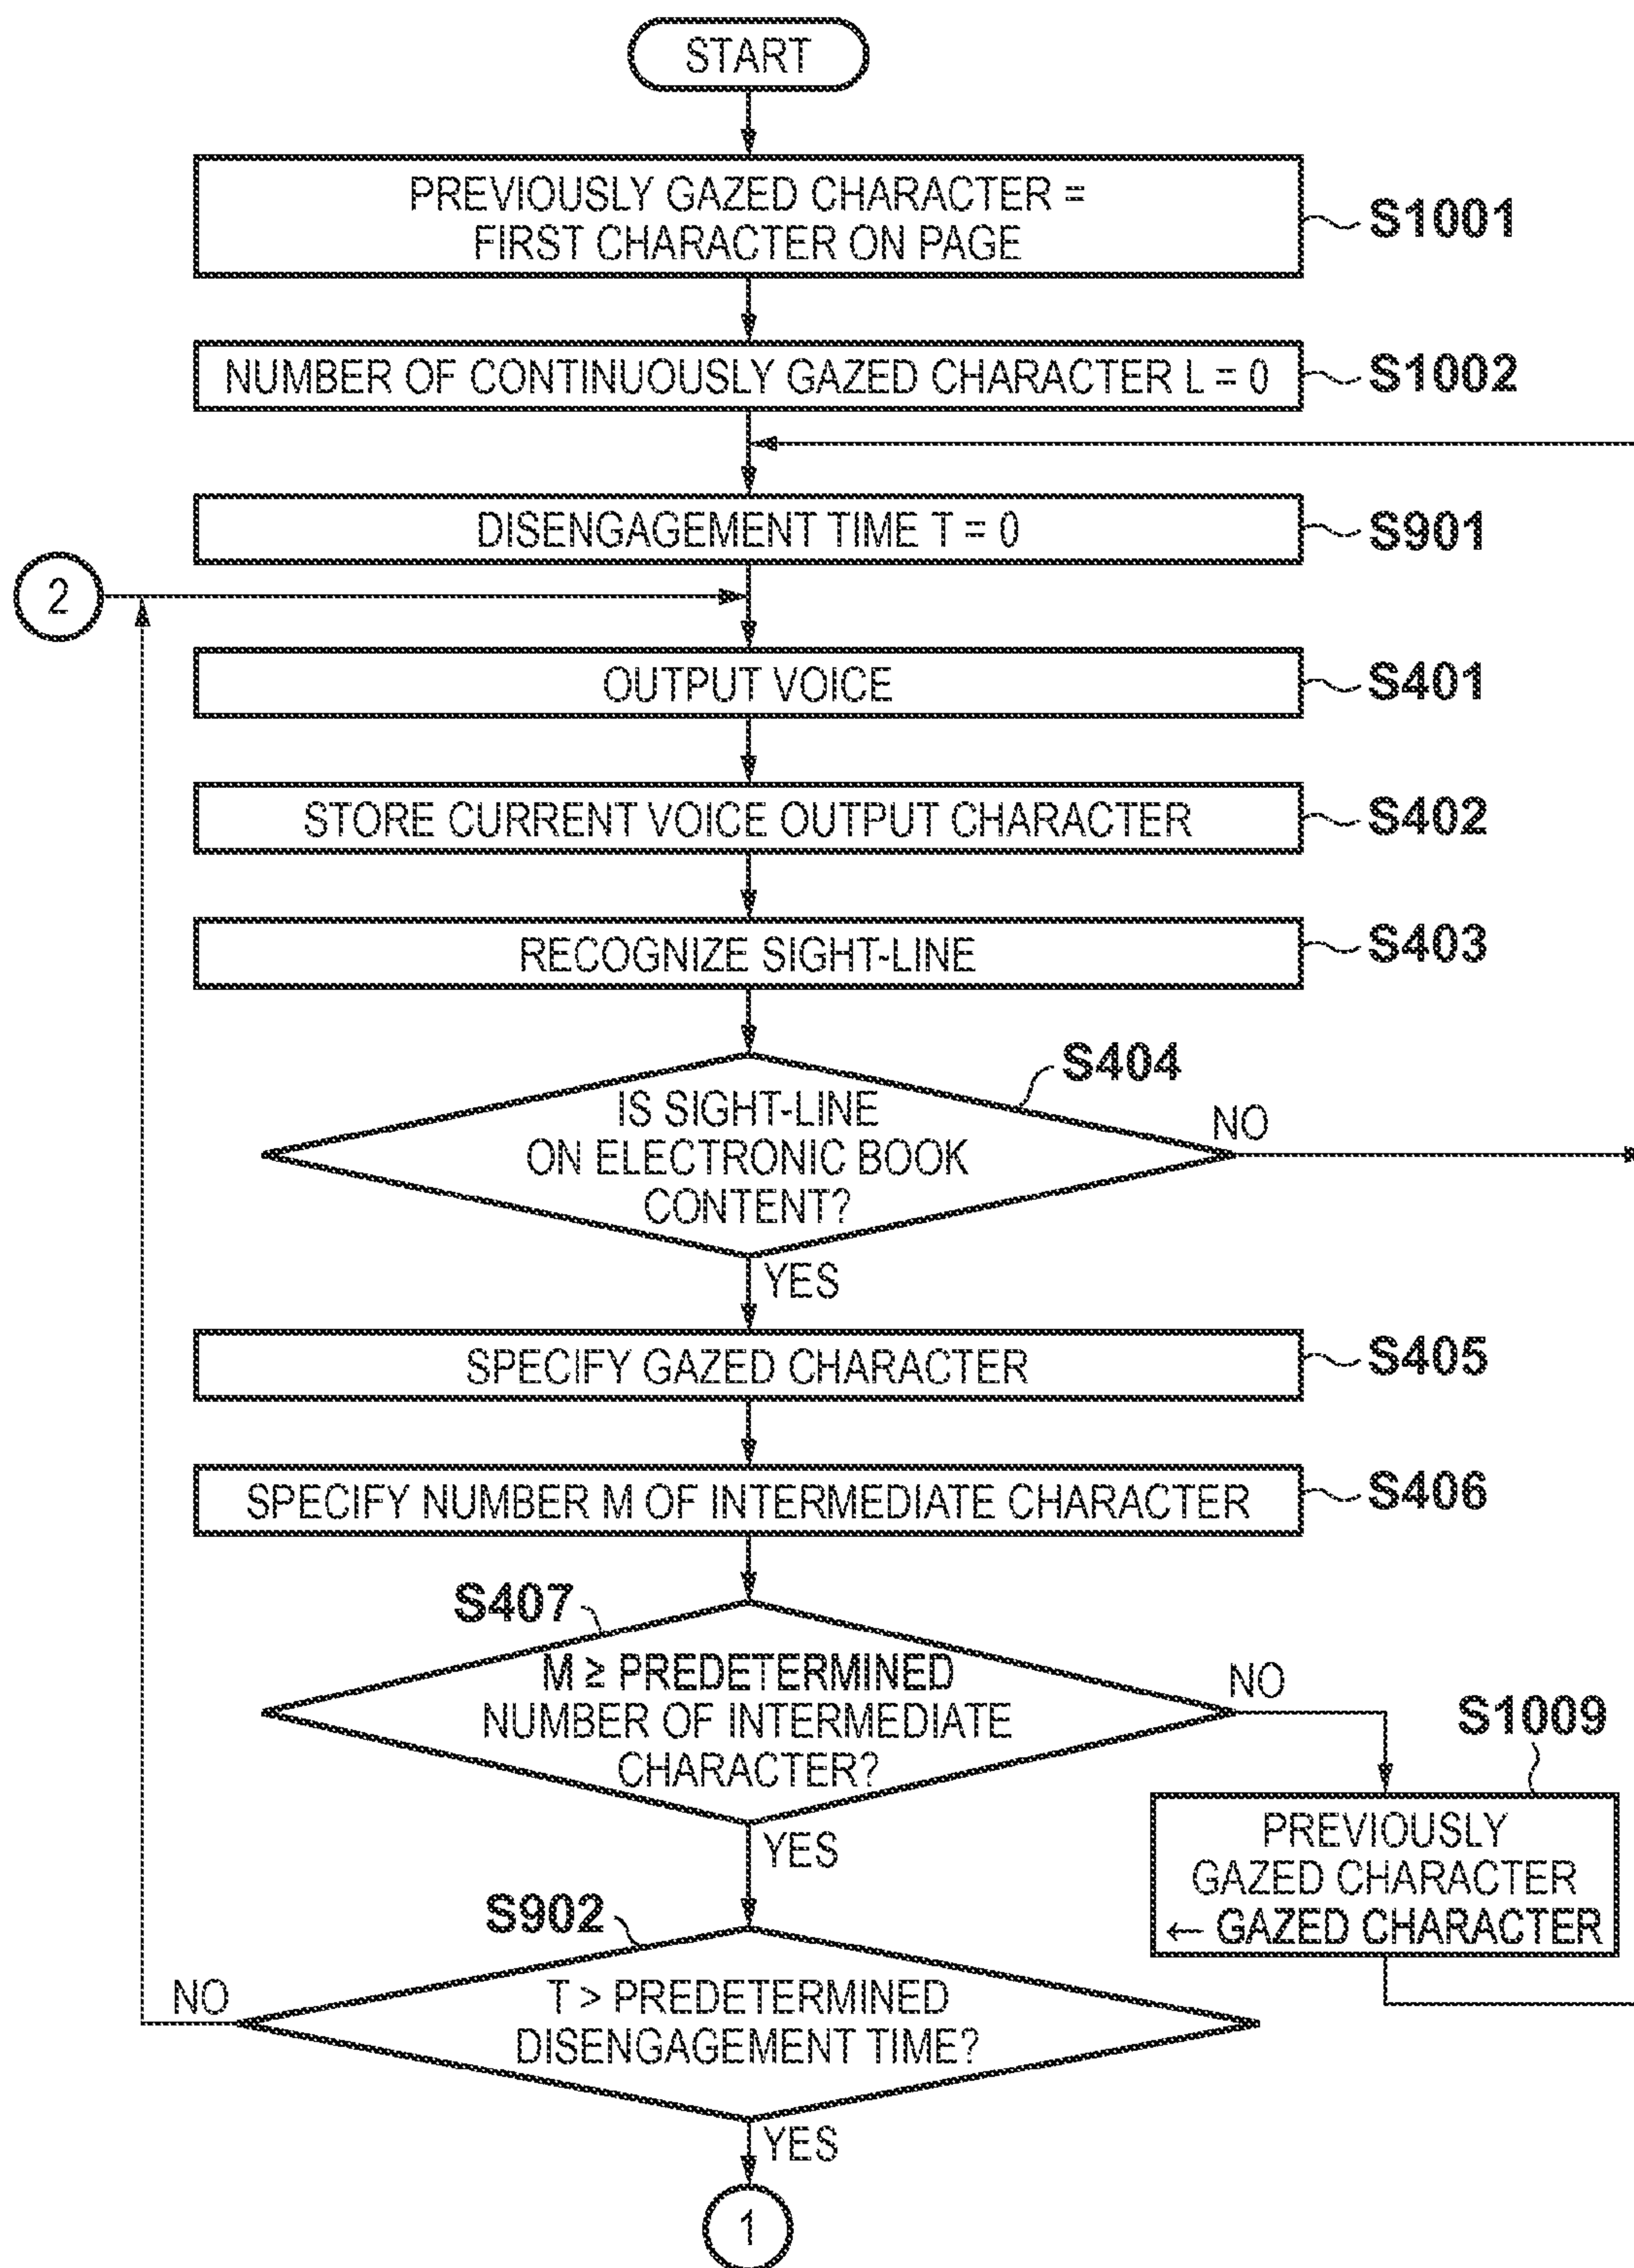 START
PREVIOUSLY GAZED CHARACTER =
FIRST CHARACTER ON PAGE
S1001
NUMBER OF CONTINUOUSLY GAZED CHARACTER L = 0
S1002
DISENGAGEMENT TIME T = 0
S901
2
OUTPUT VOICE
S401
STORE CURRENT VOICE OUTPUT CHARACTER
S402
RECOGNIZE SIGHT-LINE
S403
S404
IS SIGHT-LINE
ON ELECTRONIC BOOK
CONTENT?
NO
YES
SPECIFY GAZED CHARACTER
S405
SPECIFY NUMBER M OF INTERMEDIATE CHARACTER
S406
S407
M ≥ PREDETERMINED
NUMBER OF INTERMEDIATE
CHARACTER?
NO
YES
S1009
PREVIOUSLY
GAZED CHARACTER
← GAZED CHARACTER
S902
T > PREDETERMINED
DISENGAGEMENT TIME?
NO
YES
1